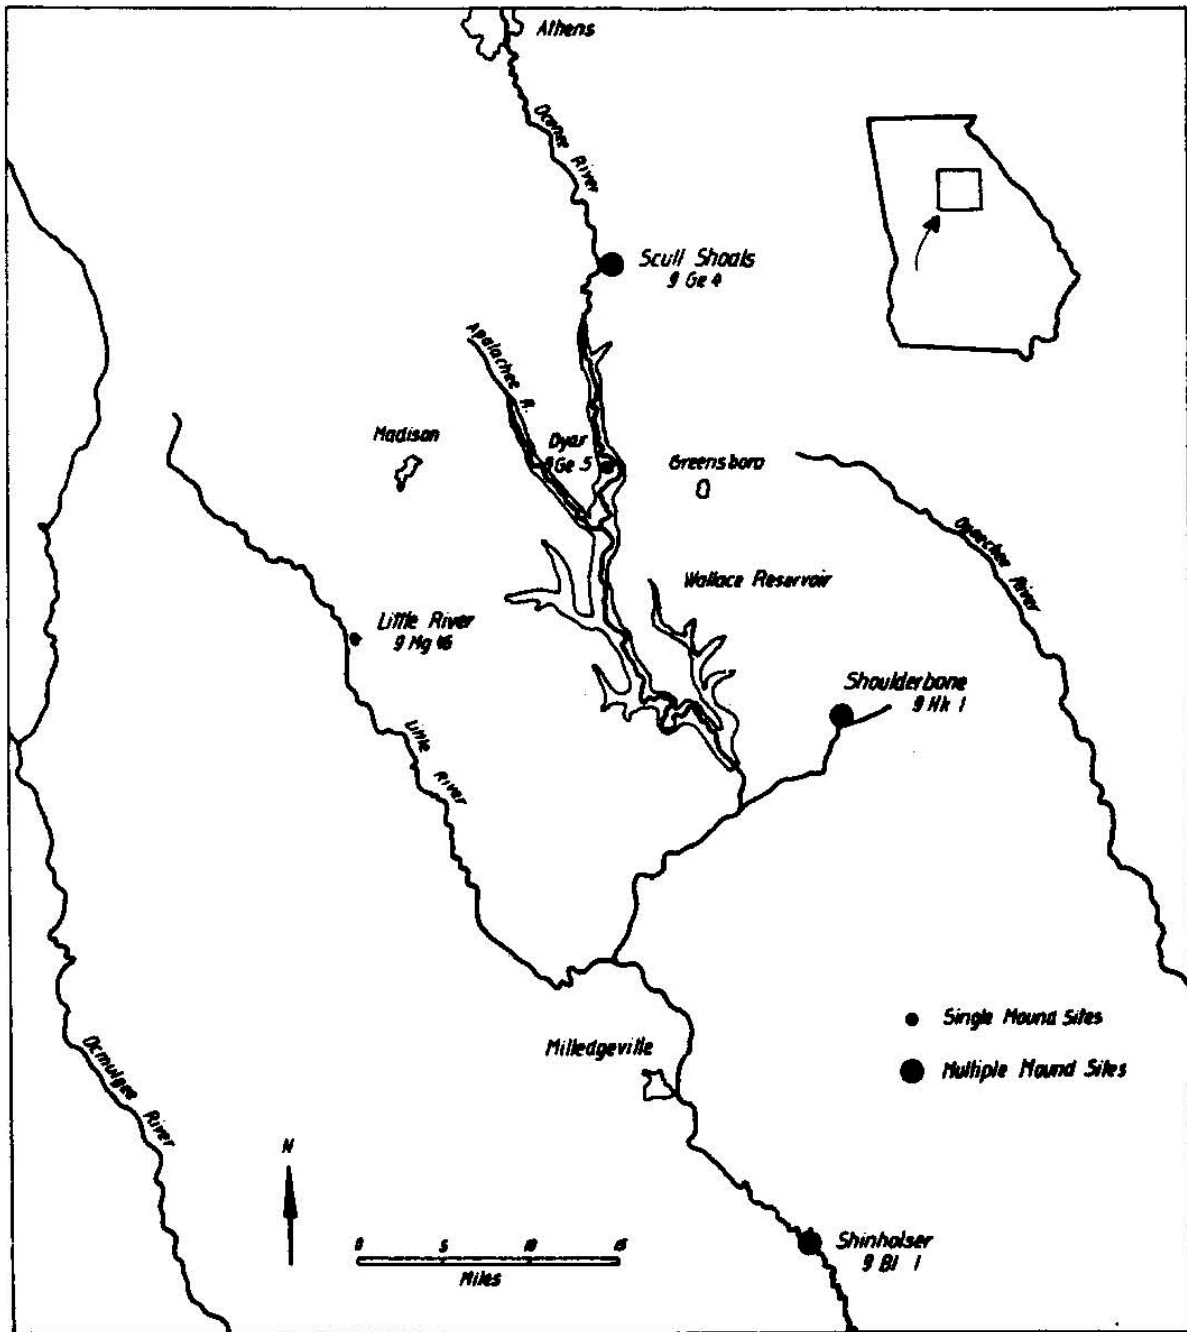 Athens
Oconee River
Scull Shoals
9 Ge 4
Apalachee R.
Madison
Dyar
9 Ge 5
Greensboro
Ogeechee River
Wallace Reservoir
Little River
9 Mg 46
Shoulderbone
9 Hk 1
Little River
Single Mound Sites
Milledgeville
Multiple Mound Sites
Ocmulgee River
N
0 5 10 15
Miles
Shinholser
9 Bl 1